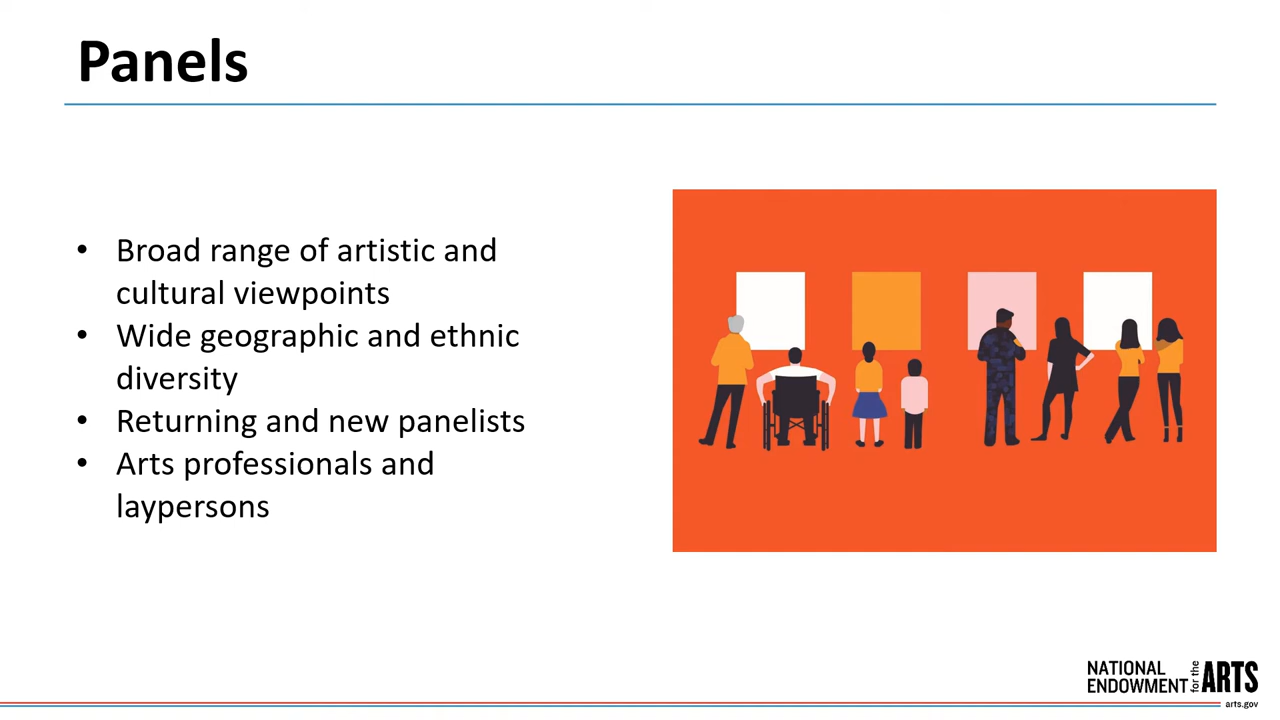 Panels
• Broad range of artistic and
cultural viewpoints
• Wide geographic and ethnic
diversity
• Returning and new panelists
• Arts professionals and
laypersons
NATIONAL
ENDOWMENT for the ARTS
arts.gov